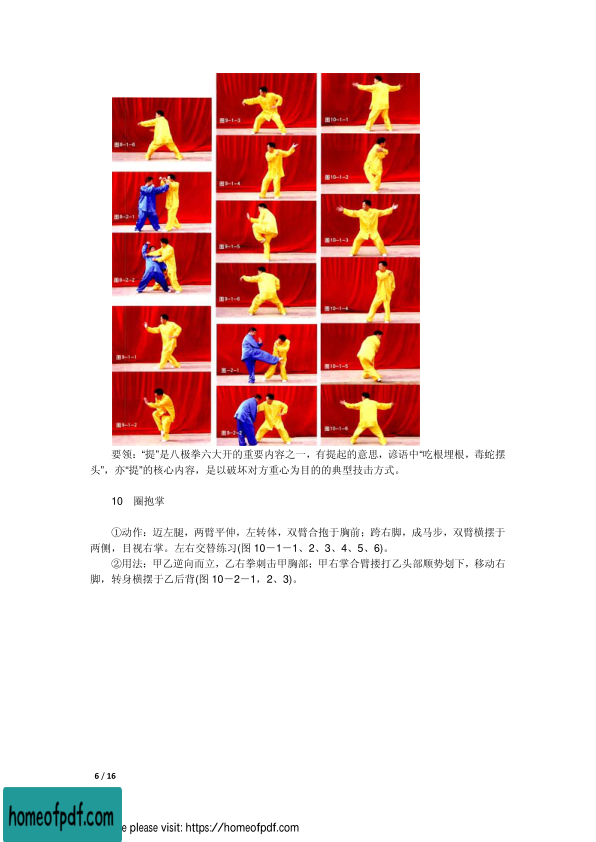 图8-1-6
图8-2-1
图8-2-2
图9-1-1
图9-1-2
图9-1-3
图9-1-4
图9-1-5
图9-1-6
图-2-1
图9-2-2
图10-1-1
图10-1-2
图10-1-3
图10-1-4
图10-1-5
图10-1-6
要领：“提”是八极拳六大开的重要内容之一，有提起的意思，谚语中“吃根埋根，毒蛇摆
头”，亦“提”的核心内容，是以破坏对方重心为目的的典型技击方式。
10 圈抱掌
①动作：迈左腿，两臂平伸，左转体，双臂合抱于胸前；跨右脚，成马步，双臂横摆于
两侧，目视右掌。左右交替练习(图 10－1－1、2、3、4、5、6)。
②用法：甲乙逆向而立，乙右拳刺击甲胸部；甲右掌合臂搂打乙头部顺势划下，移动右
脚，转身横摆于乙后背(图 10－2－1，2、3)。
6 / 16
homeofpdf.com
e please visit: https://homeofpdf.com